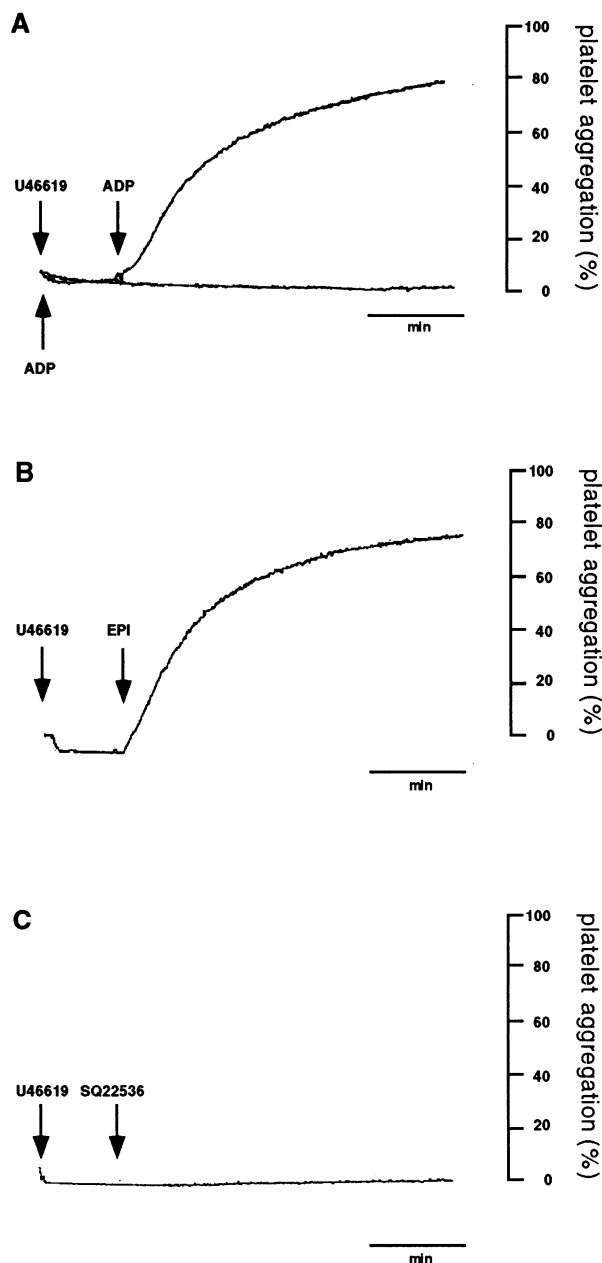 A
100
80
60
40
20
0
platelet aggregation (%)
U46619
ADP
ADP
min
B
100
80
60
40
20
0
platelet aggregation (%)
U46619
EPI
min
C
100
80
60
40
20
0
platelet aggregation (%)
U46619
SQ22536
min